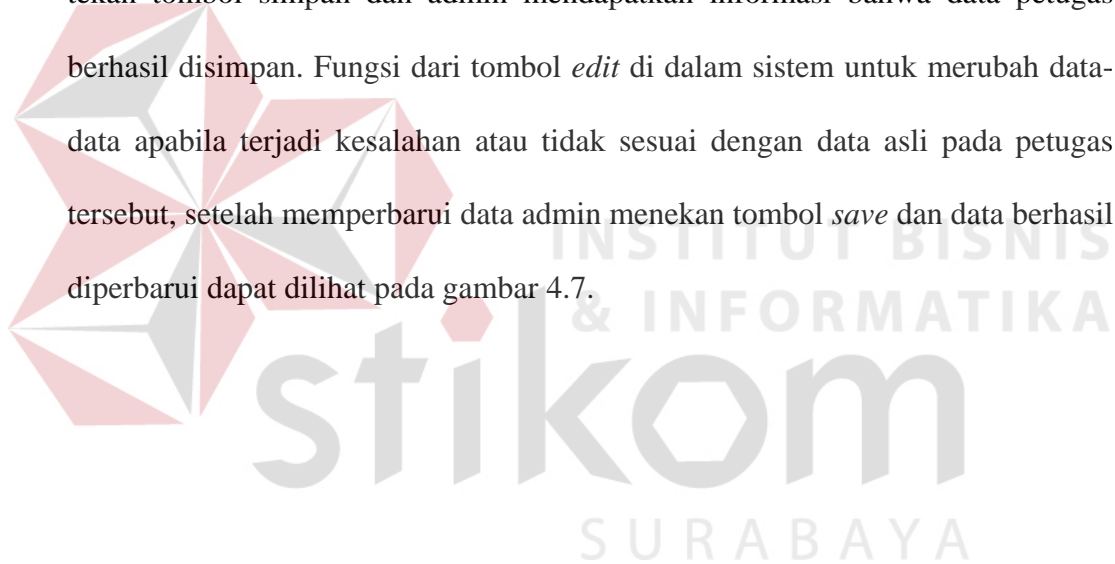 tekan tombol simpan dan admin mendapatkan informasi bahwa data petugas
berhasil disimpan. Fungsi dari tombol edit di dalam sistem untuk merubah data-
data apabila terjadi kesalahan atau tidak sesuai dengan data asli pada petugas
tersebut, setelah memperbarui data admin menekan tombol save dan data berhasil
diperbarui dapat dilihat pada gambar 4.7.
INSTITUT BISNIS
& INFORMATIKA
stikom
SURABAYA